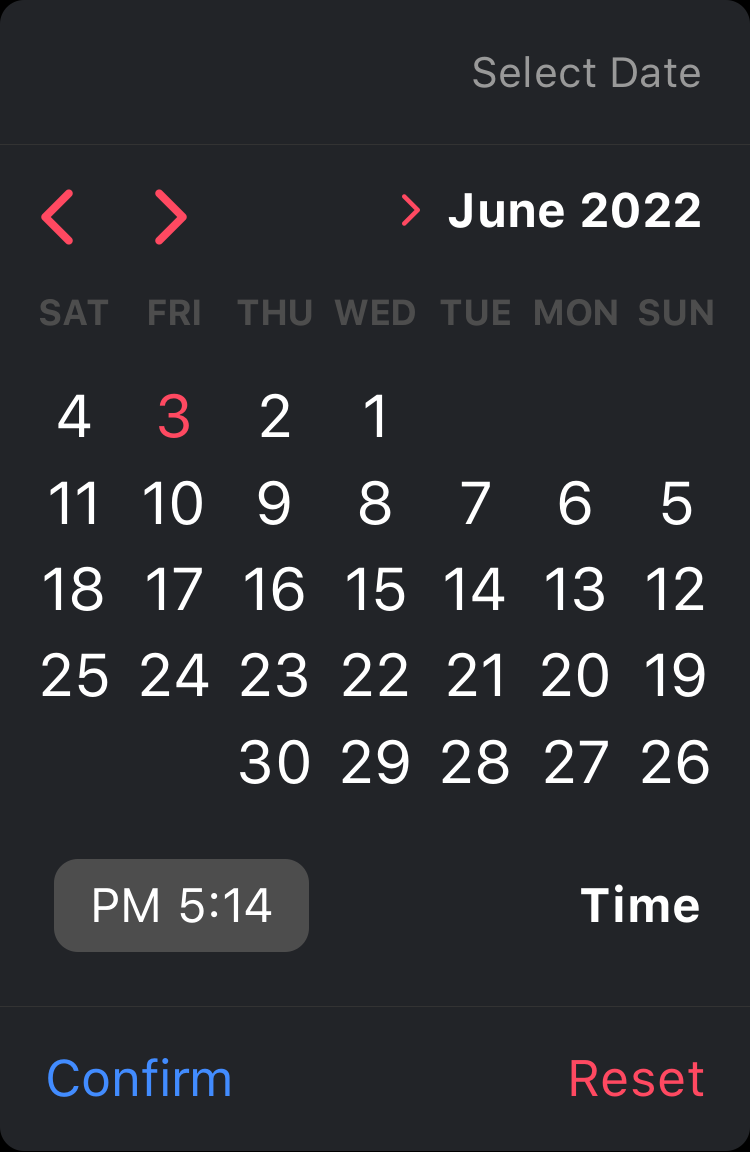 Select Date
June 2022
SAT FRI THU WED TUE MON SUN
4 3 2 1
11 10 9 8 7 6 5
18 17 16 15 14 13 12
25 24 23 22 21 20 19
30 29 28 27 26
PM 5:14 Time
Confirm Reset